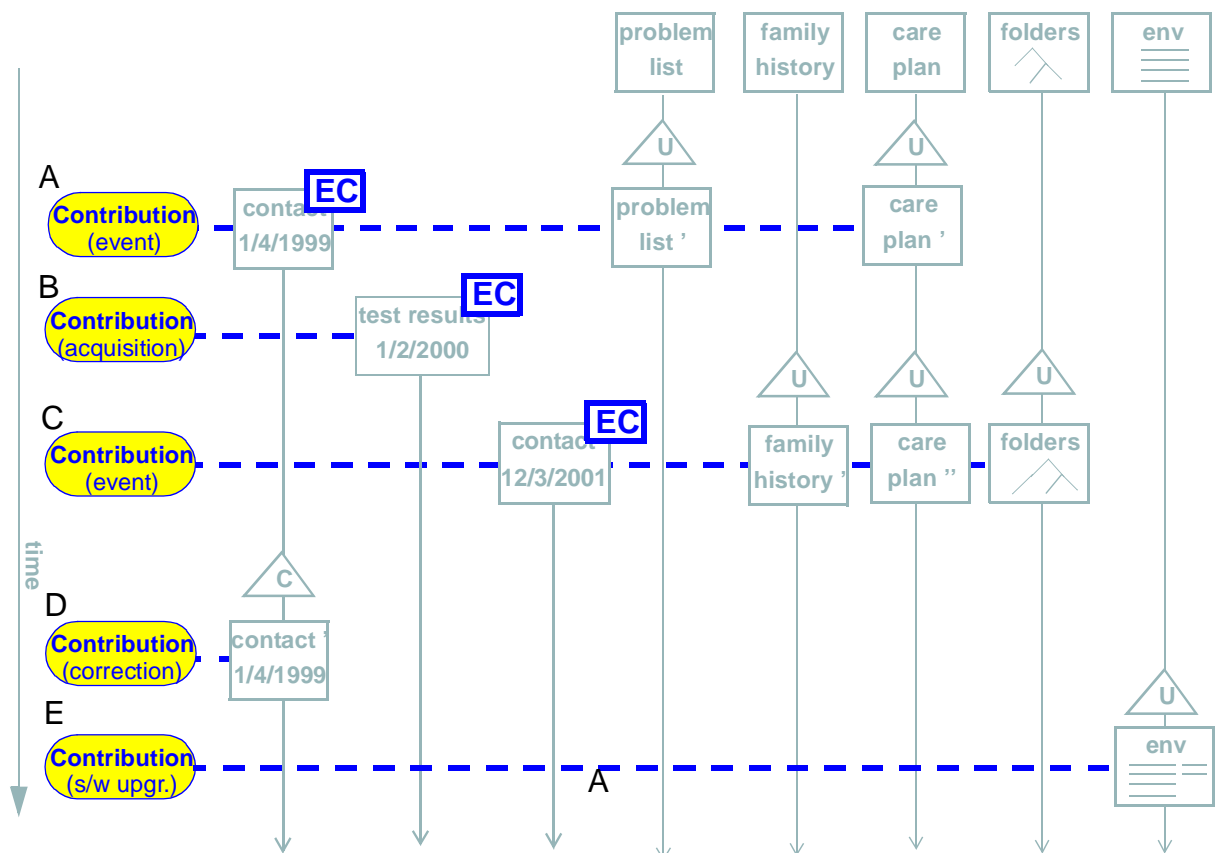 problem
list
family
history
care
plan
folders
env
U
U
A
Contribution
(event)
contact
1/4/1999
EC
problem
list ’
care
plan ’
B
Contribution
(acquisition)
test results
1/2/2000
EC
U
U
U
C
Contribution
(event)
contact
12/3/2001
EC
family
history ’
care
plan ’’
folders
time
C
D
Contribution
(correction)
contact ’
1/4/1999
U
E
Contribution
(s/w upgr.)
A
env